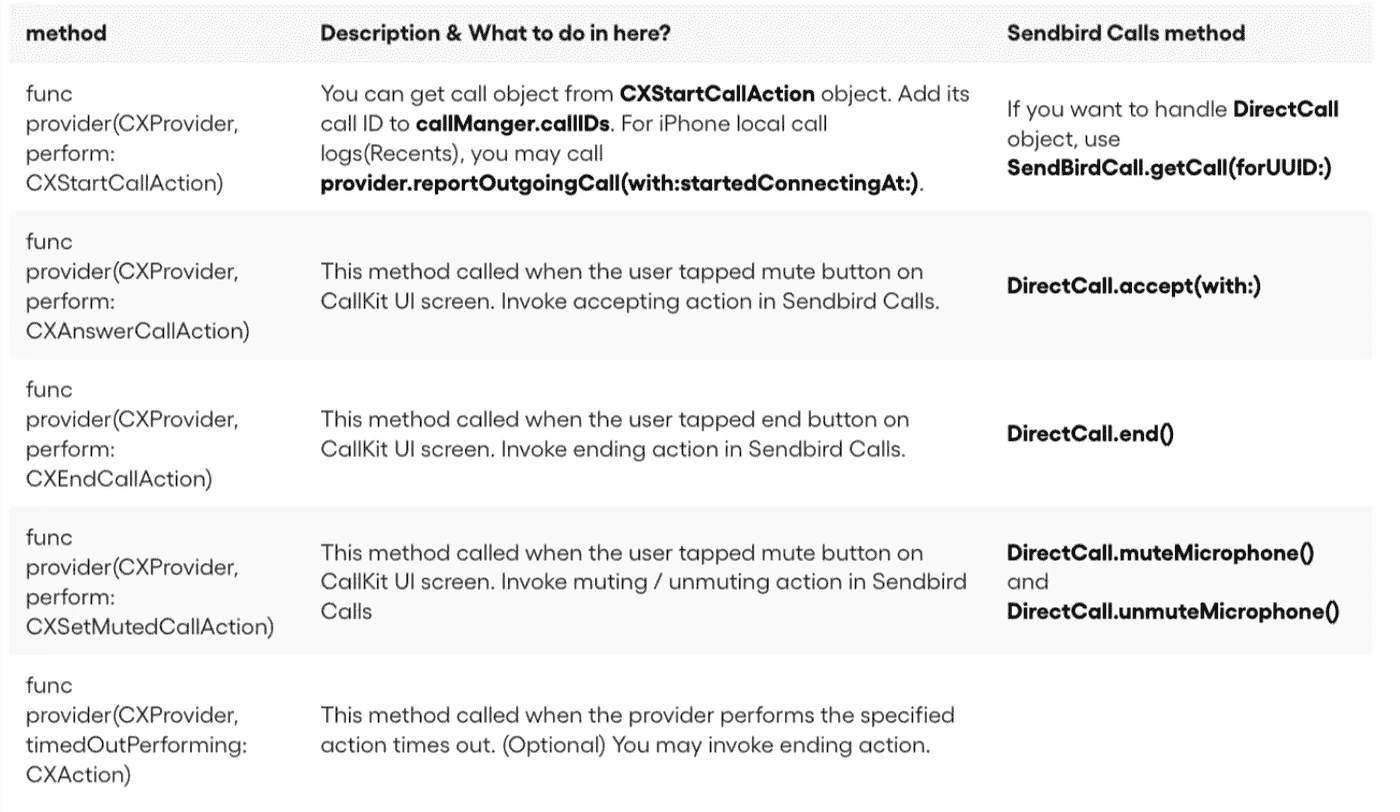 method
Description & What to do in here?
Sendbird Calls method
func
provider(CXProvider,
perform:
CXStartCallAction)
You can get call object from CXStartCallAction object. Add its
call ID to callManger.callIDs. For iPhone local call
logs(Recents), you may call
provider.reportOutgoingCall(with:startedConnectingAt:).
If you want to handle DirectCall
object, use
SendBirdCall.getCall(forUUID:)
func
provider(CXProvider,
perform:
CXAnswerCallAction)
This method called when the user tapped mute button on
CallKit UI screen. Invoke accepting action in Sendbird Calls.
DirectCall.accept(with:)
func
provider(CXProvider,
perform:
CXEndCallAction)
This method called when the user tapped end button on
CallKit UI screen. Invoke ending action in Sendbird Calls.
DirectCall.end()
func
provider(CXProvider,
perform:
CXSetMutedCallAction)
This method called when the user tapped mute button on
CallKit UI screen. Invoke muting / unmuting action in Sendbird
Calls
DirectCall.muteMicrophone()
and
DirectCall.unmuteMicrophone()
func
provider(CXProvider,
timedOutPerforming:
CXAction)
This method called when the provider performs the specified
action times out. (Optional) You may invoke ending action.